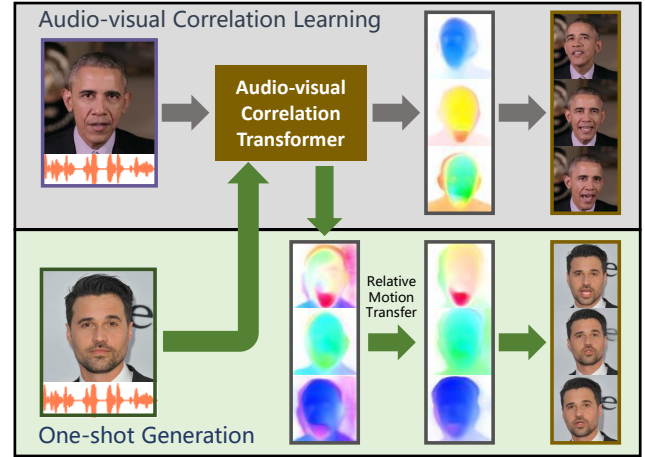 Audio-visual Correlation Learning
Audio-visual
Correlation
Transformer
Relative
Motion
Transfer
One-shot Generation